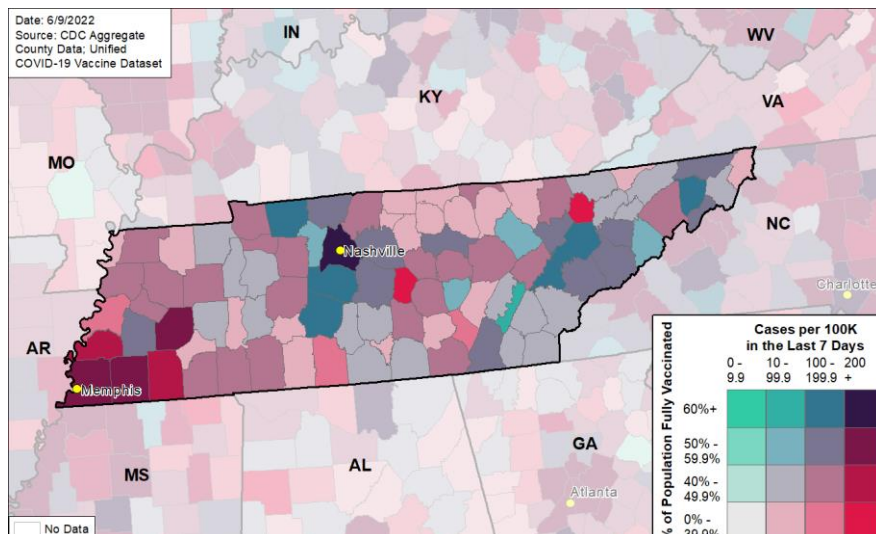 Date: 6/9/2022
Source: CDC Aggregate
County Data; Unified
COVID-19 Vaccine Dataset
IN
WV
KY
VA
MO
Nashville
NC
Charlotte
AR
Memphis
MS
AL
GA
Atlanta
No Data
Cases per 100K
in the Last 7 Days
0 - 10 - 100 - 200
9.9 99.9 199.9 +
% of Population Fully Vaccinated
60%+
50% -
59.9%
40% -
49.9%
0% -
39.9%